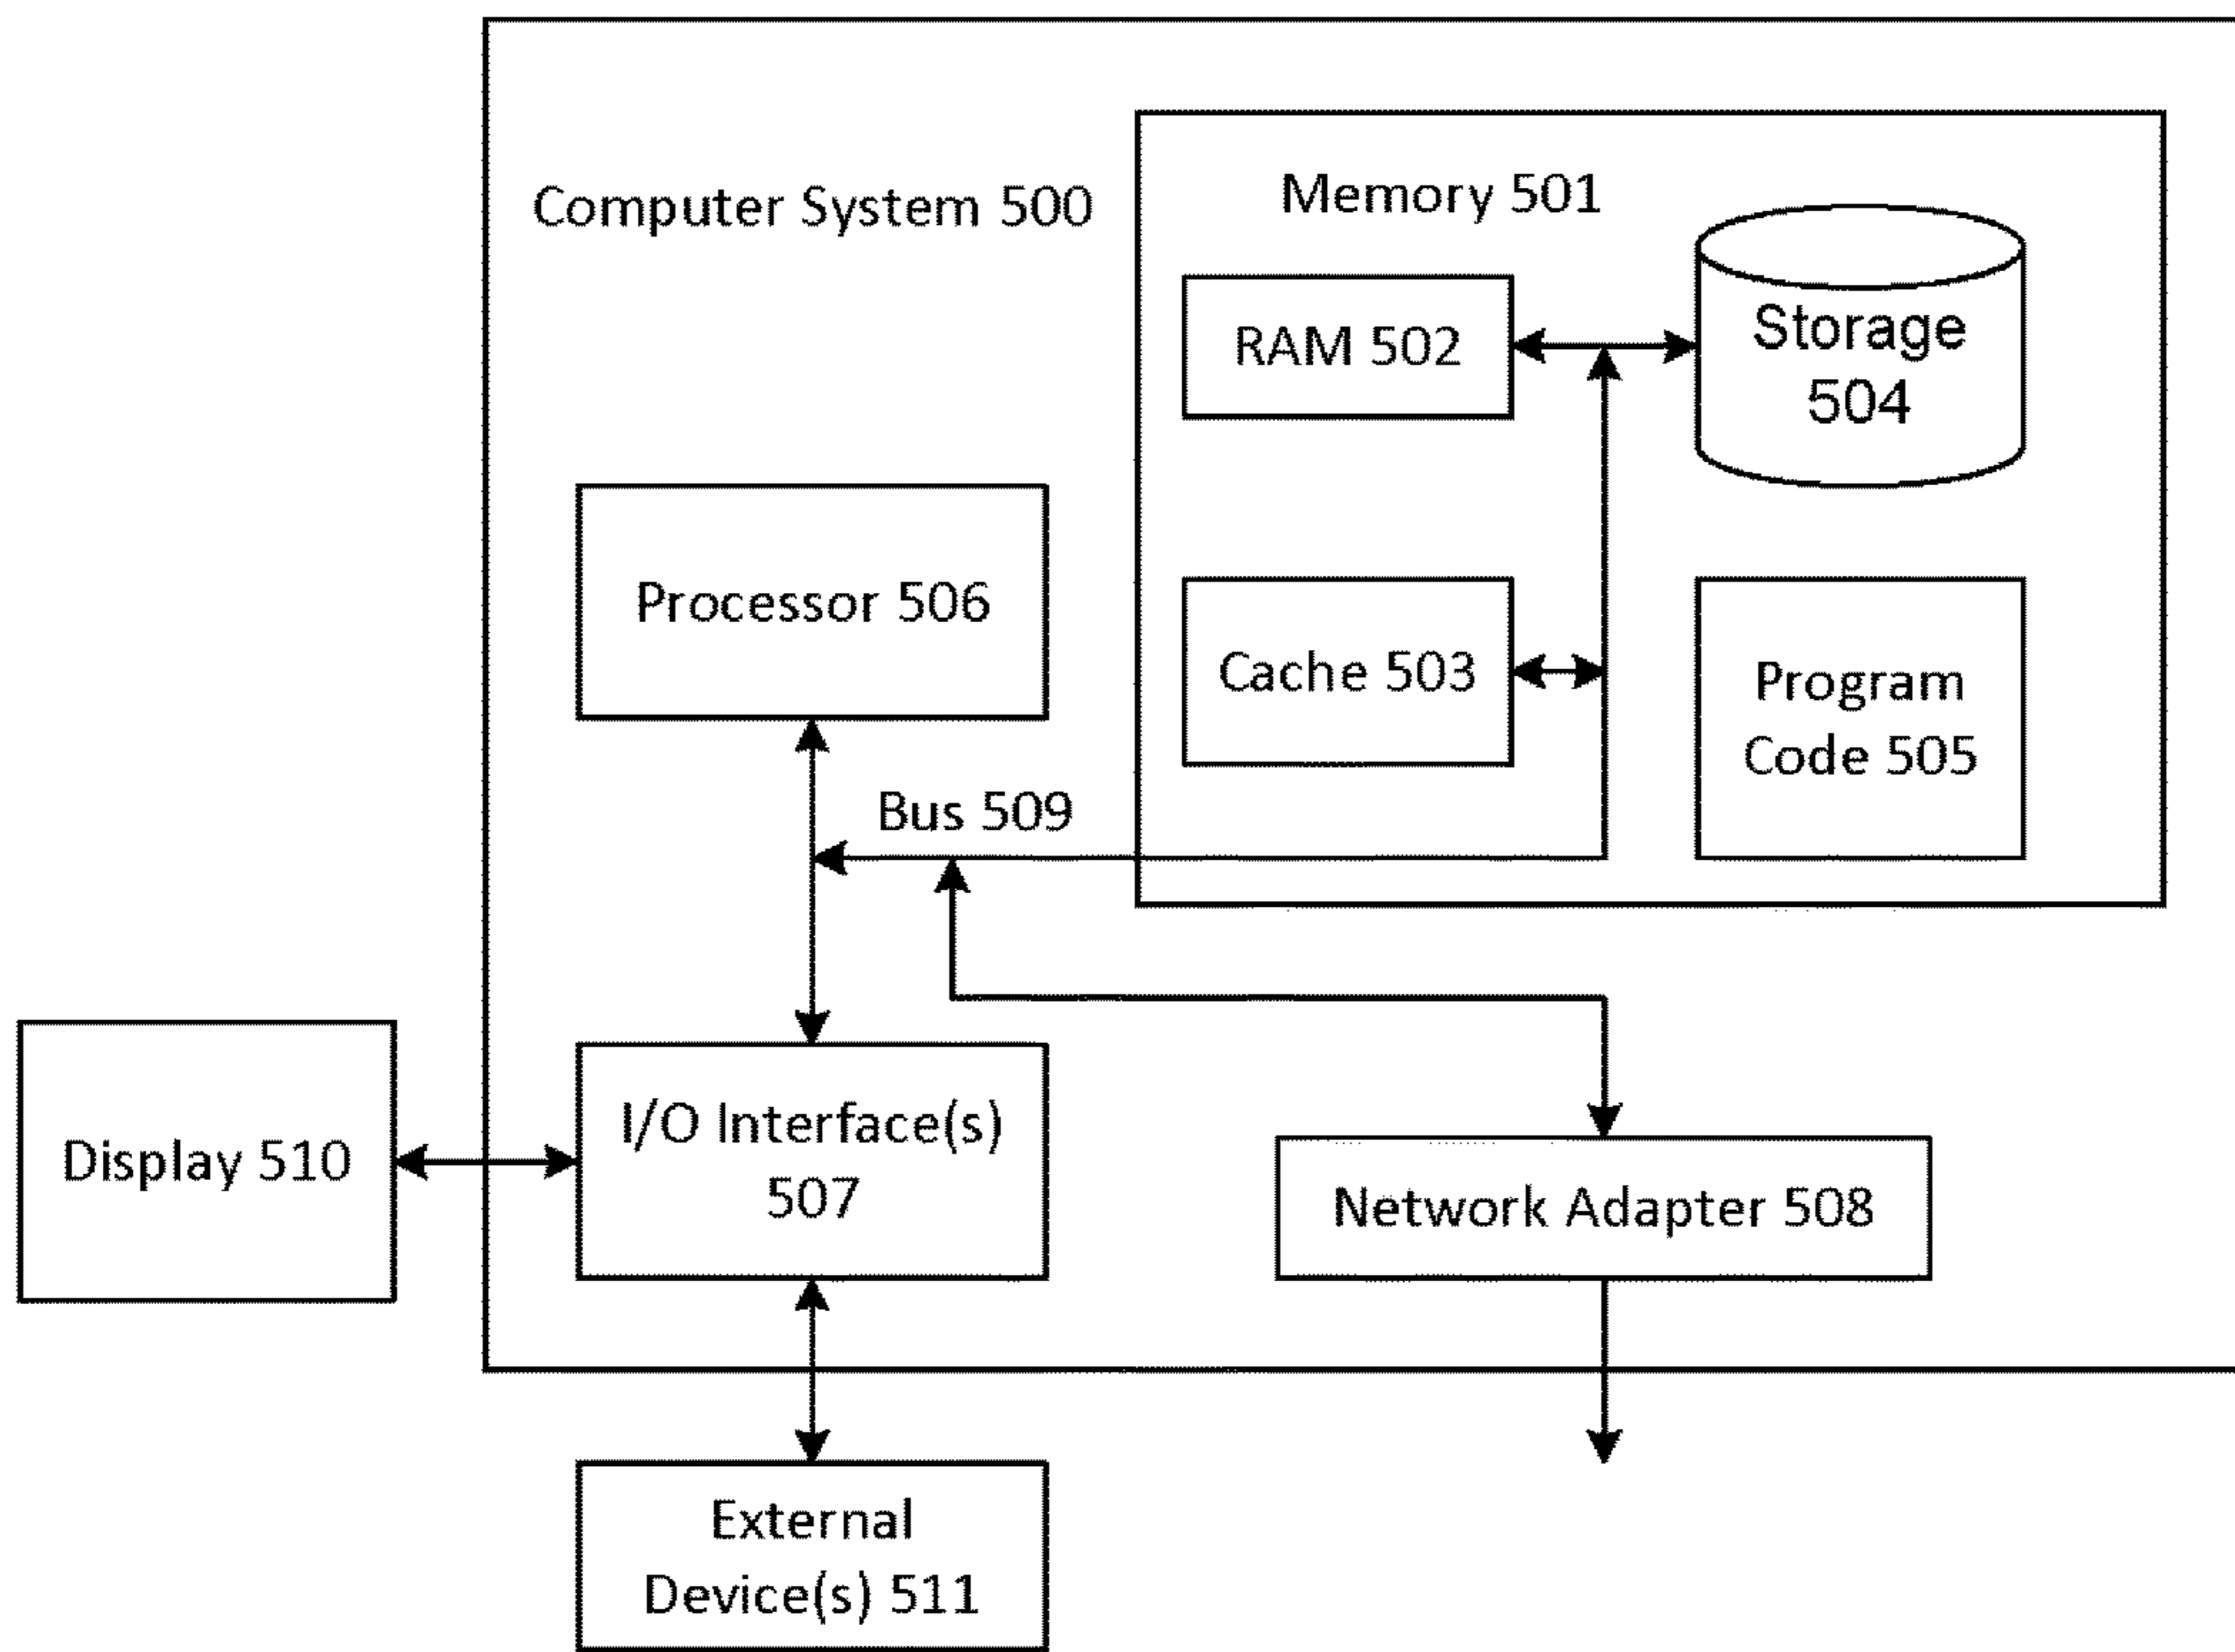 Computer System 500
Memory 501
RAM 502
Storage
504
Processor 506
Cache 503
Program
Code 505
Bus 509
Display 510
I/O Interface(s)
507
Network Adapter 508
External
Device(s) 511